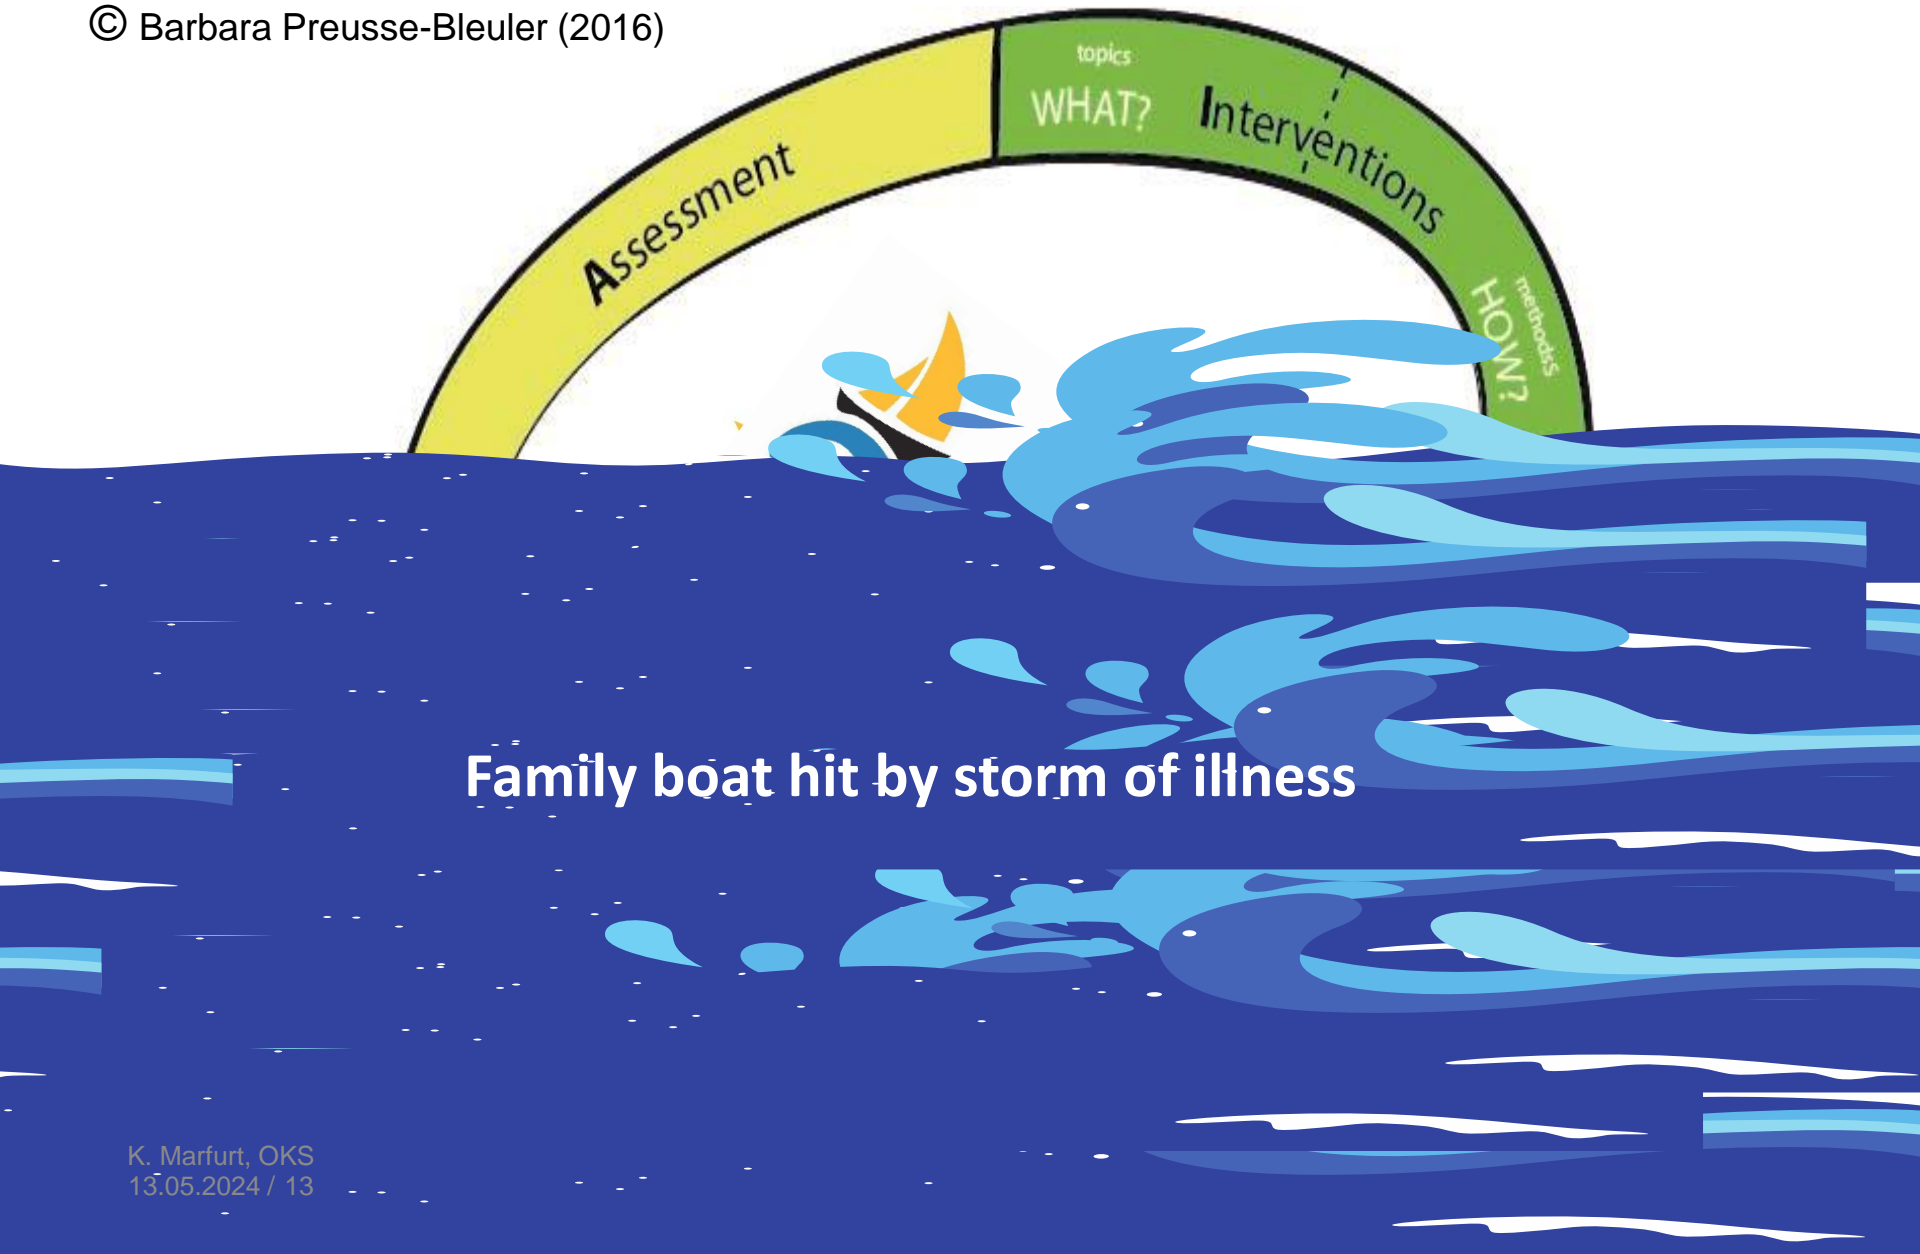 © Barbara Preusse-Bleuler (2016)
topics
WHAT?
Interventions
Assessment
methodss
HOW?
Family boat hit by storm of illness
K. Marfurt, OKS
13.05.2024 / 13